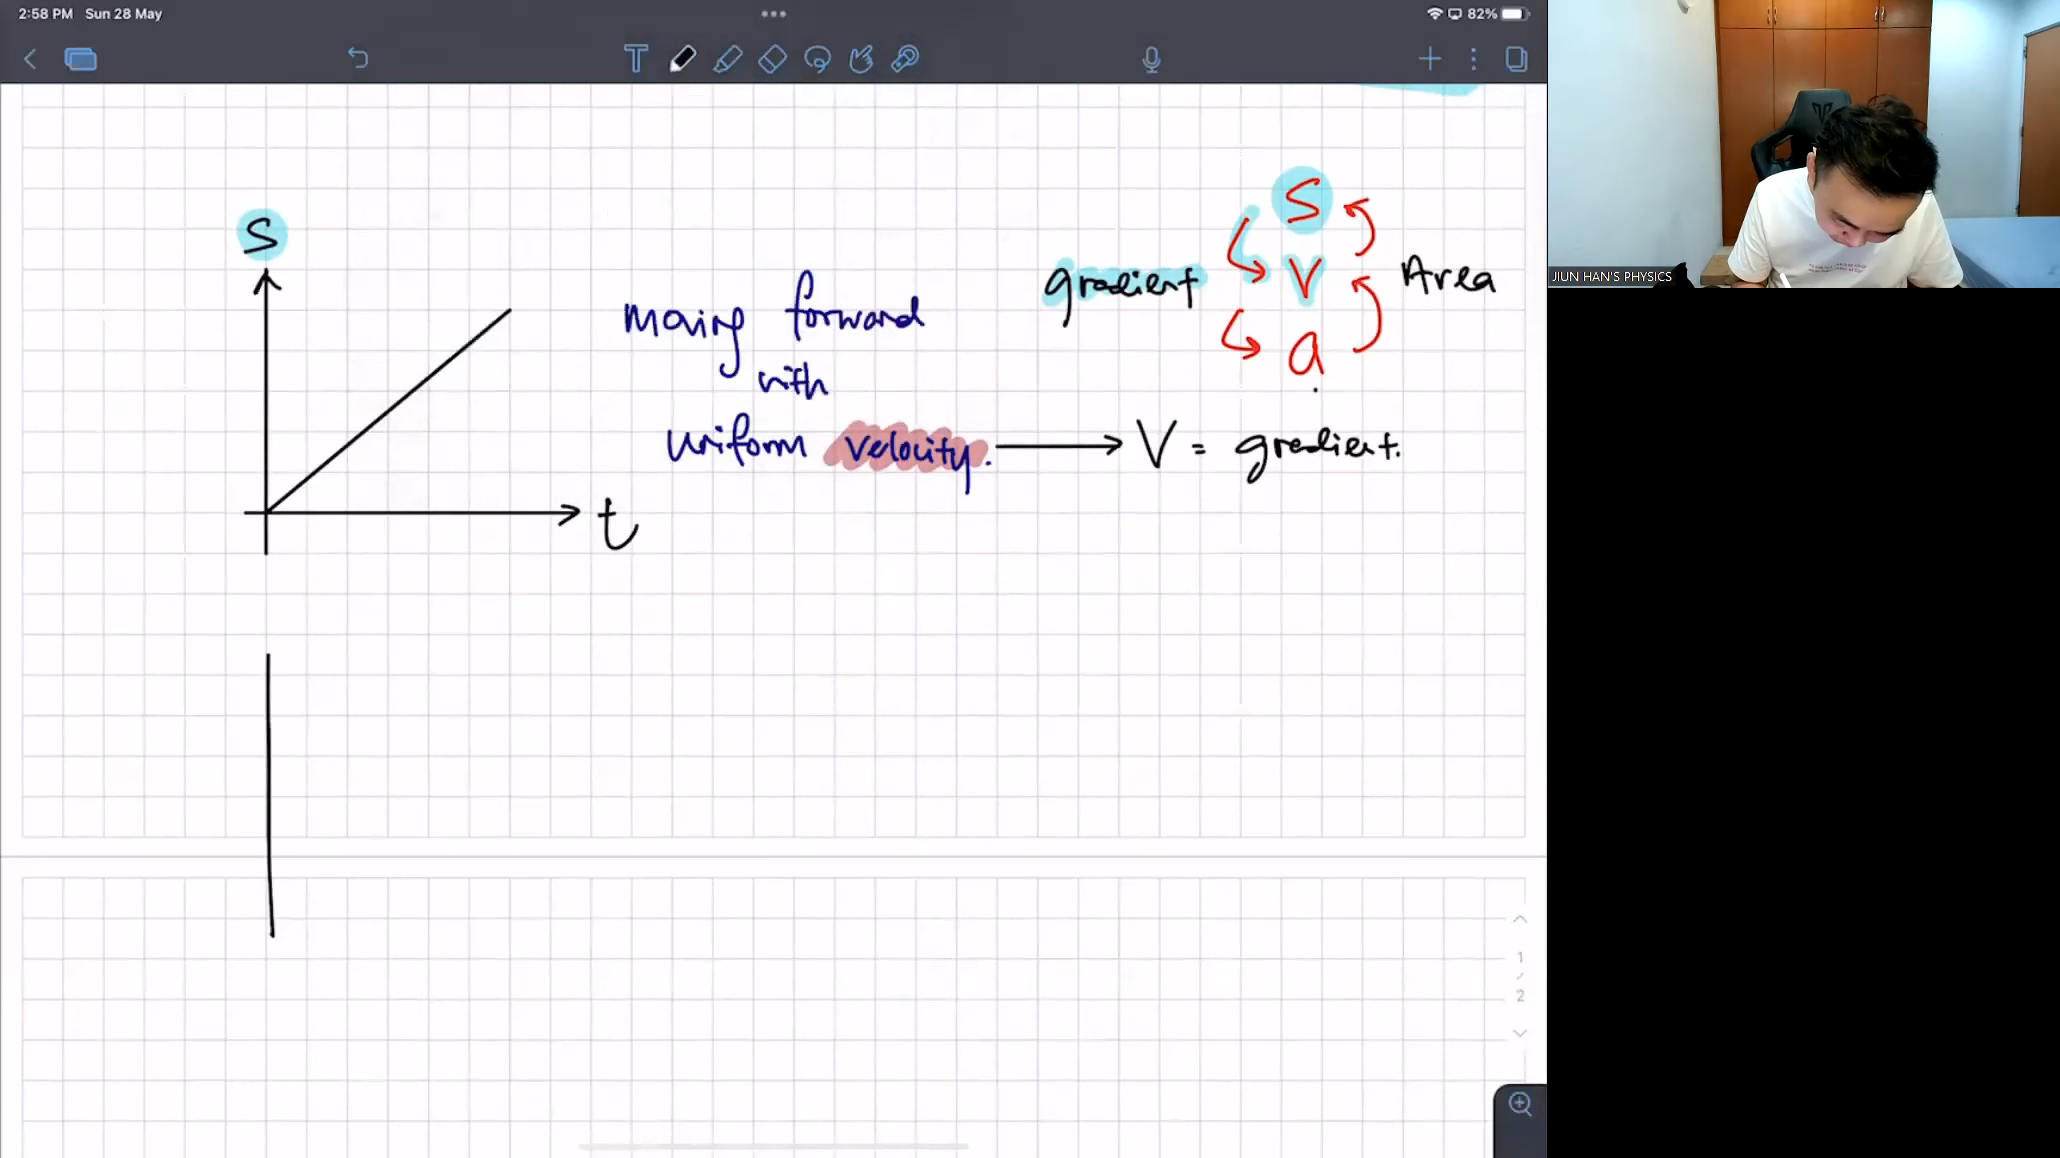 2:58 PM Sun 28 May
82%
T
JIUN HAN'S PHYSICS
S
S
gradient
V
Area
a
moving forward
with
uniform velocity.
V = gradient.
t
1
2